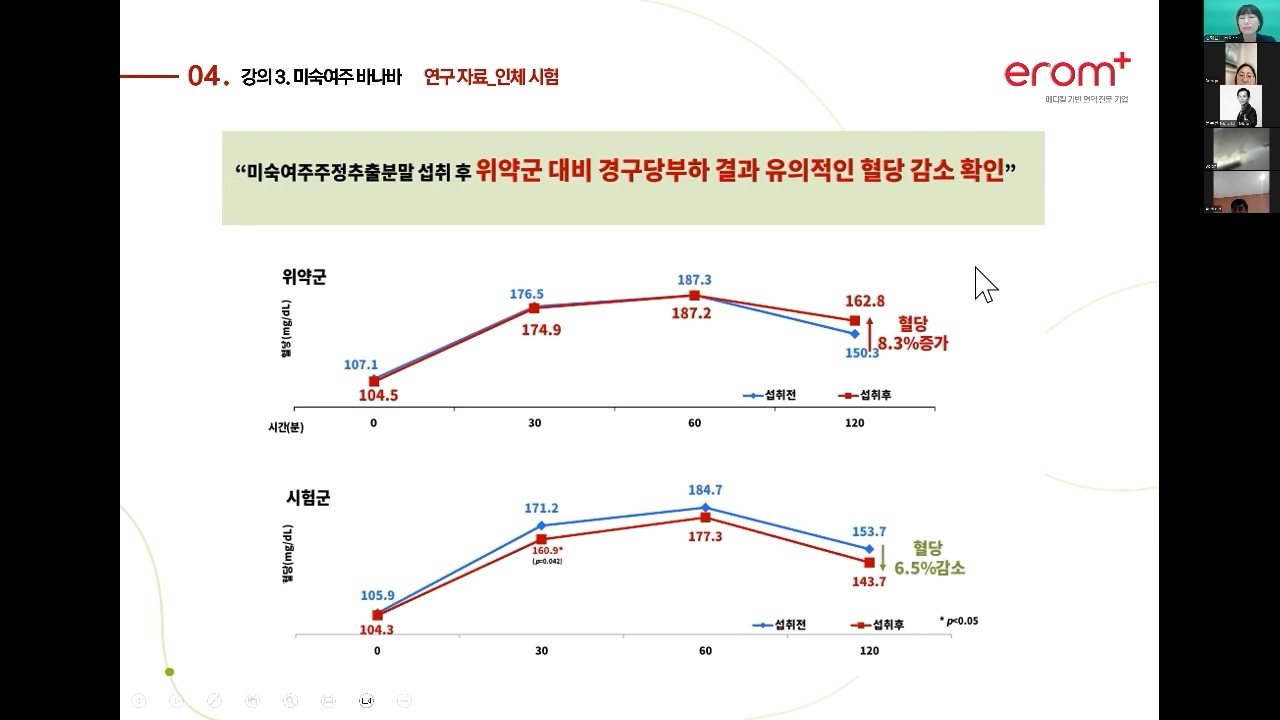 04. 강의 3. 미숙여주 바나바 연구 자료_인체 시험
erom+
메디컬 기반 면역 전문 기업
“미숙여주주정추출분말 섭취 후 위약군 대비 경구당부하 결과 유의적인 혈당 감소 확인”
위약군
혈당(mg/dL)
187.3
176.5
162.8
187.2
혈당
174.9
8.3%증가
150.3
107.1
104.5
섭취전 섭취후
시간(분) 0 30 60 120
시험군
혈당(mg/dL)
184.7
171.2
153.7
177.3
혈당
160.9*
(p=0.042)
6.5%감소
143.7
105.9
104.3
섭취전 섭취후
* p<0.05
0 30 60 120